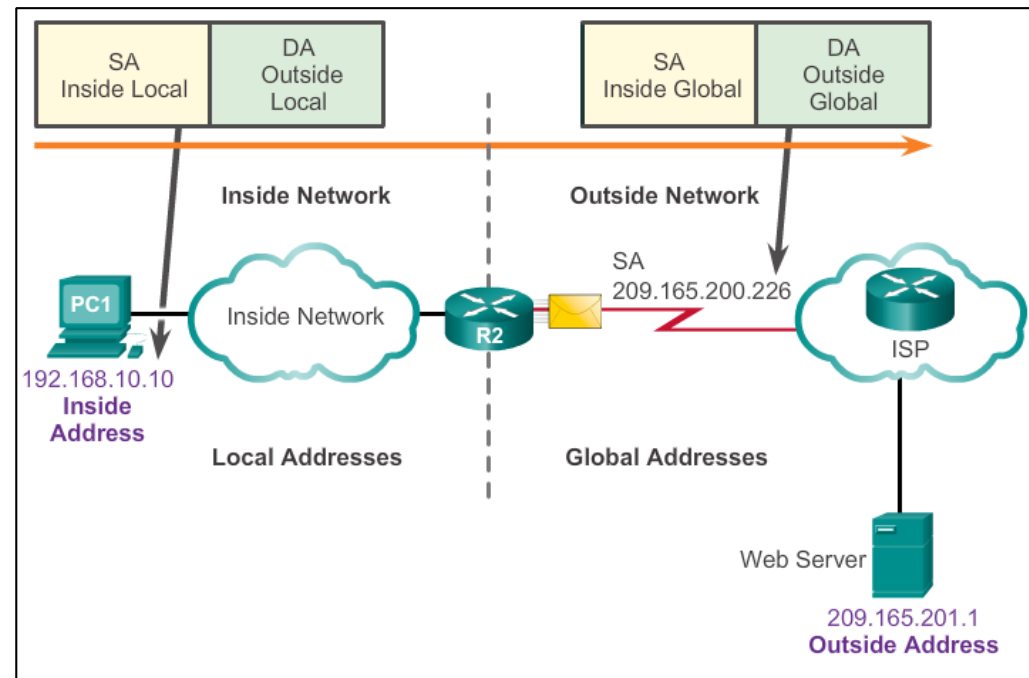 SA
Inside Local
DA
Outside
Local
SA
Inside Global
DA
Outside
Global
Inside Network
Outside Network
SA
209.165.200.226
PC1
Inside Network
R2
ISP
192.168.10.10
Inside
Address
Local Addresses
Global Addresses
Web Server
209.165.201.1
Outside Address